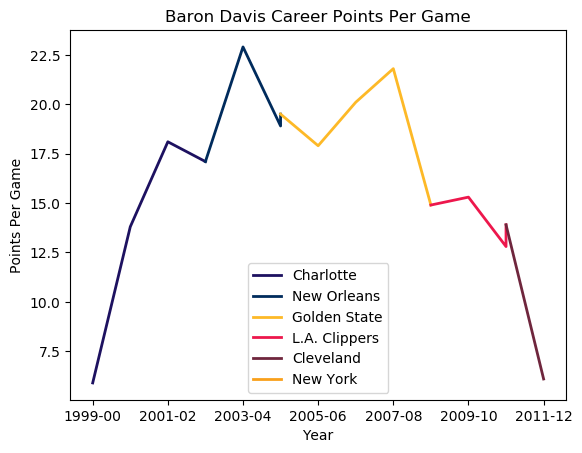 Baron Davis Career Points Per Game
Points Per Game
22.5
20.0
17.5
15.0
12.5
10.0
7.5
Charlotte
New Orleans
Golden State
L.A. Clippers
Cleveland
New York
1999-00 2001-02 2003-04 2005-06 2007-08 2009-10 2011-12
Year